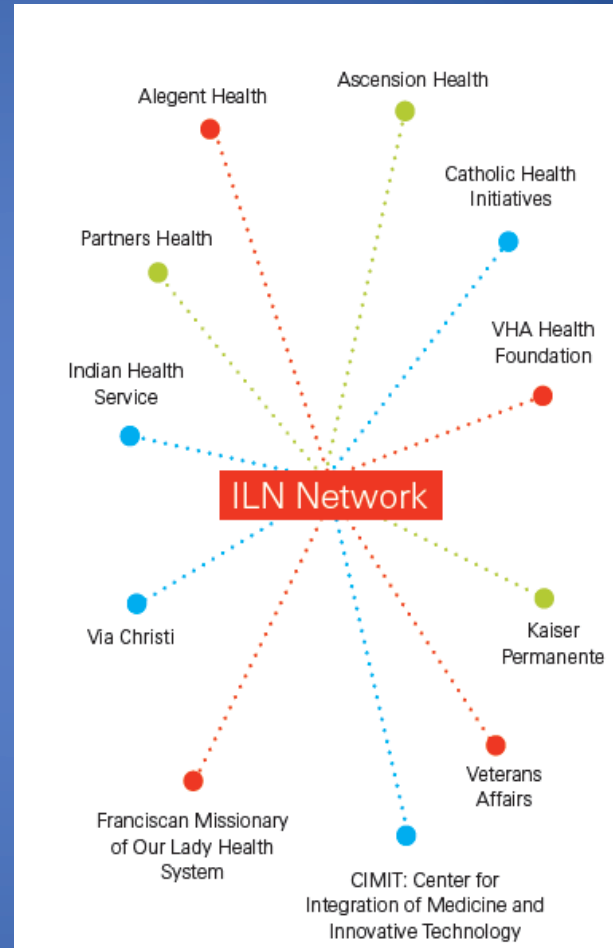 Ascension Health
Alegent Health
Catholic Health
Initiatives
Partners Health
VHA Health
Foundation
Indian Health
Service
ILN Network
Via Christi
Kaiser
Permanente
Veterans
Affairs
Franciscan Missionary
of Our Lady Health
System
CIMIT: Center for
Integration of Medicine and
Innovative Technology